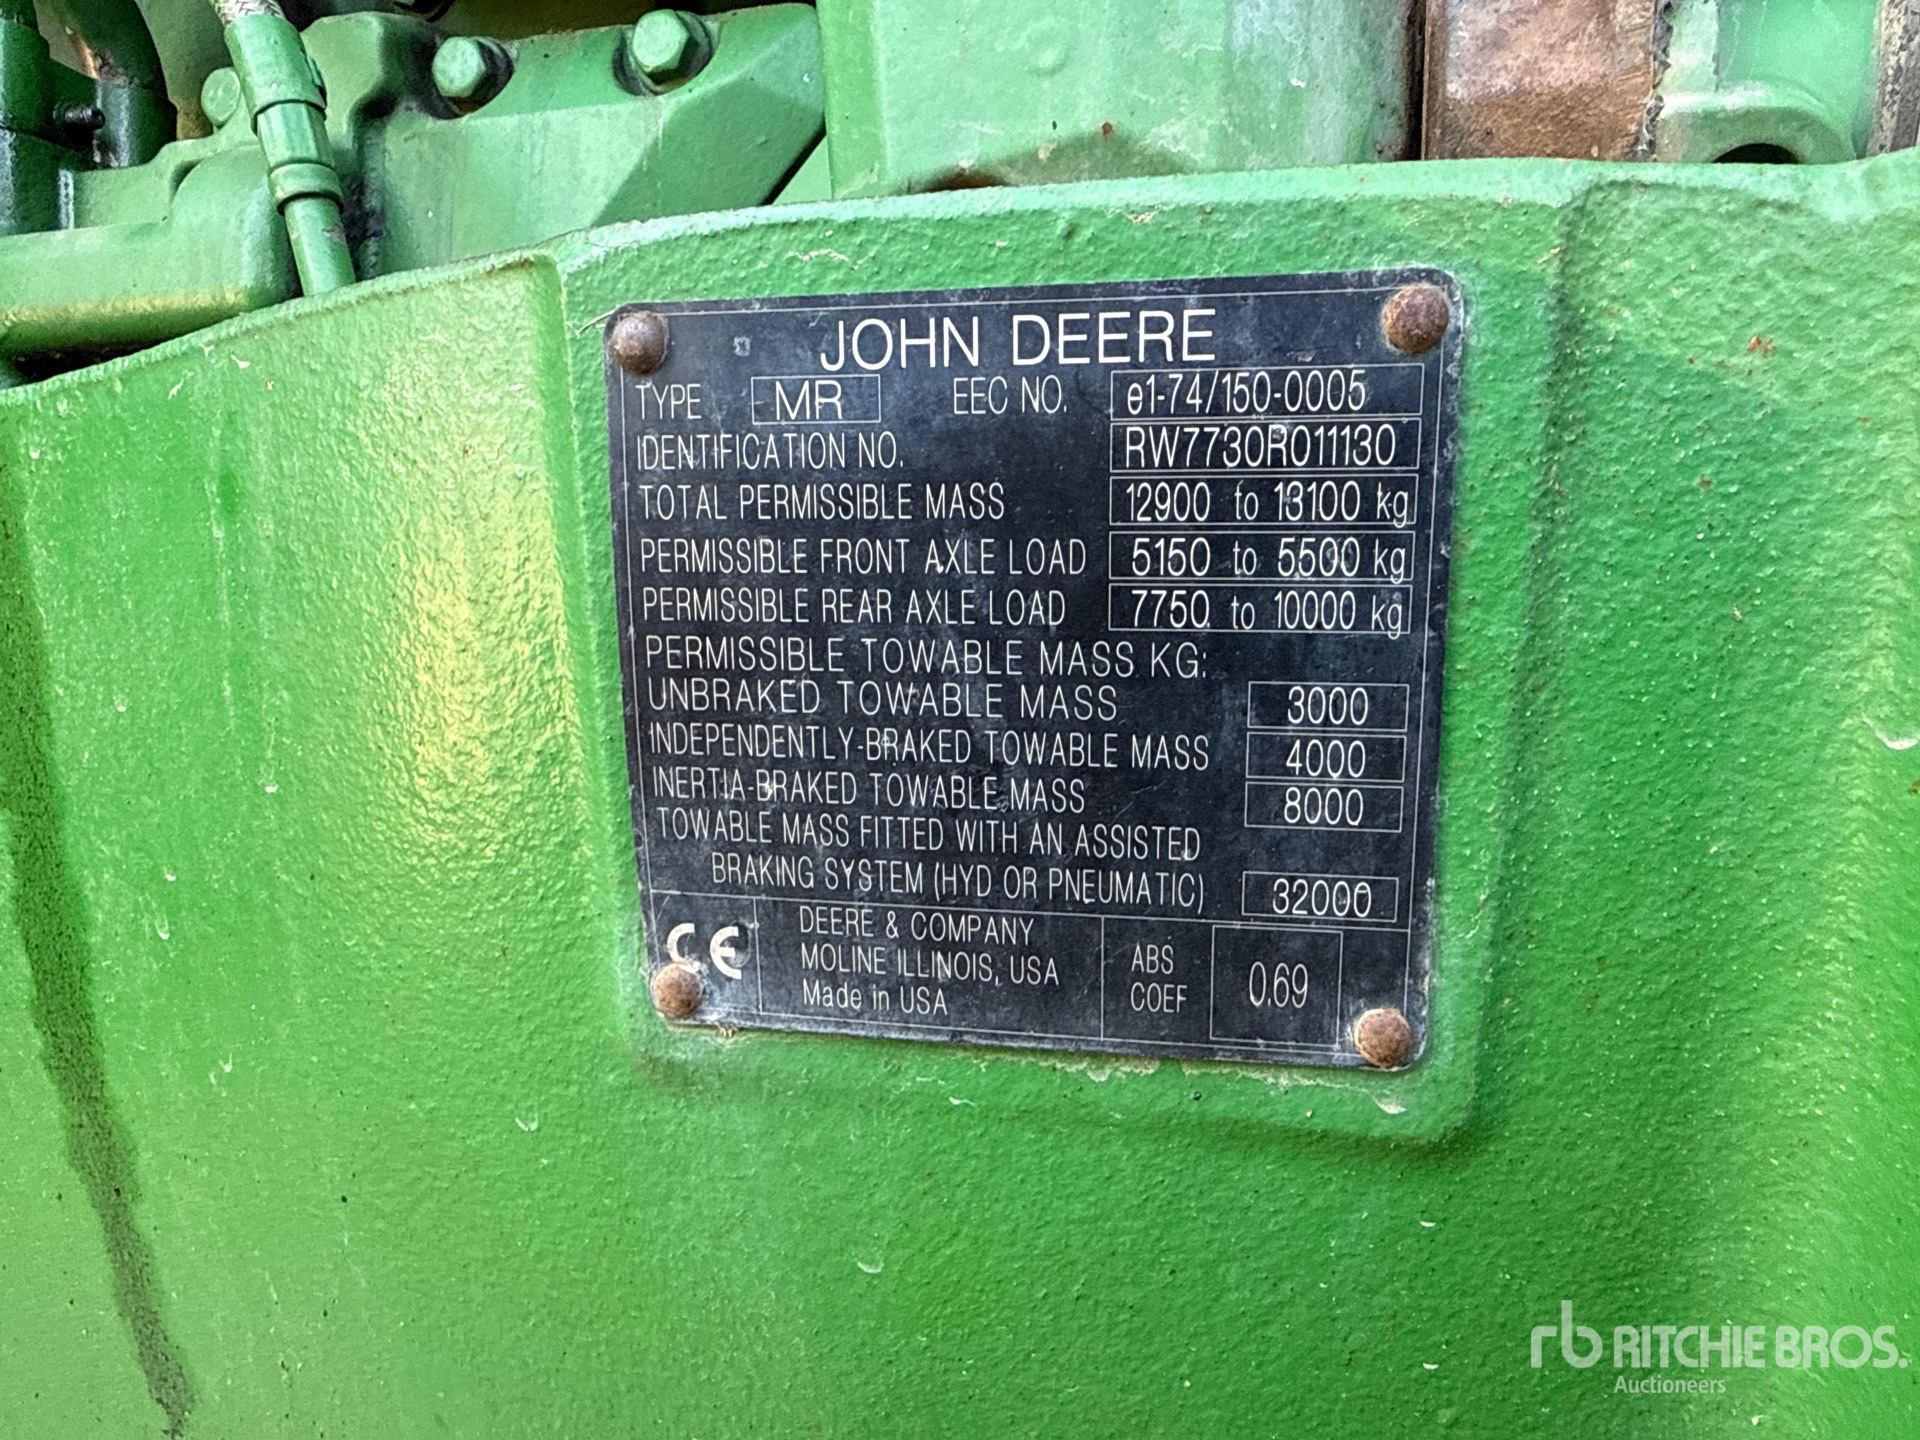 JOHN DEERE
TYPE MR EEC NO. e1-74/150-0005
IDENTIFICATION NO. RW7730R011130
TOTAL PERMISSIBLE MASS 12900 to 13100 kg
PERMISSIBLE FRONT AXLE LOAD 5150 to 5500 kg
PERMISSIBLE REAR AXLE LOAD 7750 to 10000 kg
PERMISSIBLE TOWABLE MASS KG:
UNBRAKED TOWABLE MASS 3000
INDEPENDENTLY-BRAKED TOWABLE MASS 4000
INERTIA-BRAKED TOWABLE MASS 8000
TOWABLE MASS FITTED WITH AN ASSISTED
BRAKING SYSTEM (HYD OR PNEUMATIC) 32000
CE
DEERE & COMPANY
MOLINE ILLINOIS, USA
Made in USA
ABS
COEF
0.69
rb RITCHIE BROS.
Auctioneers